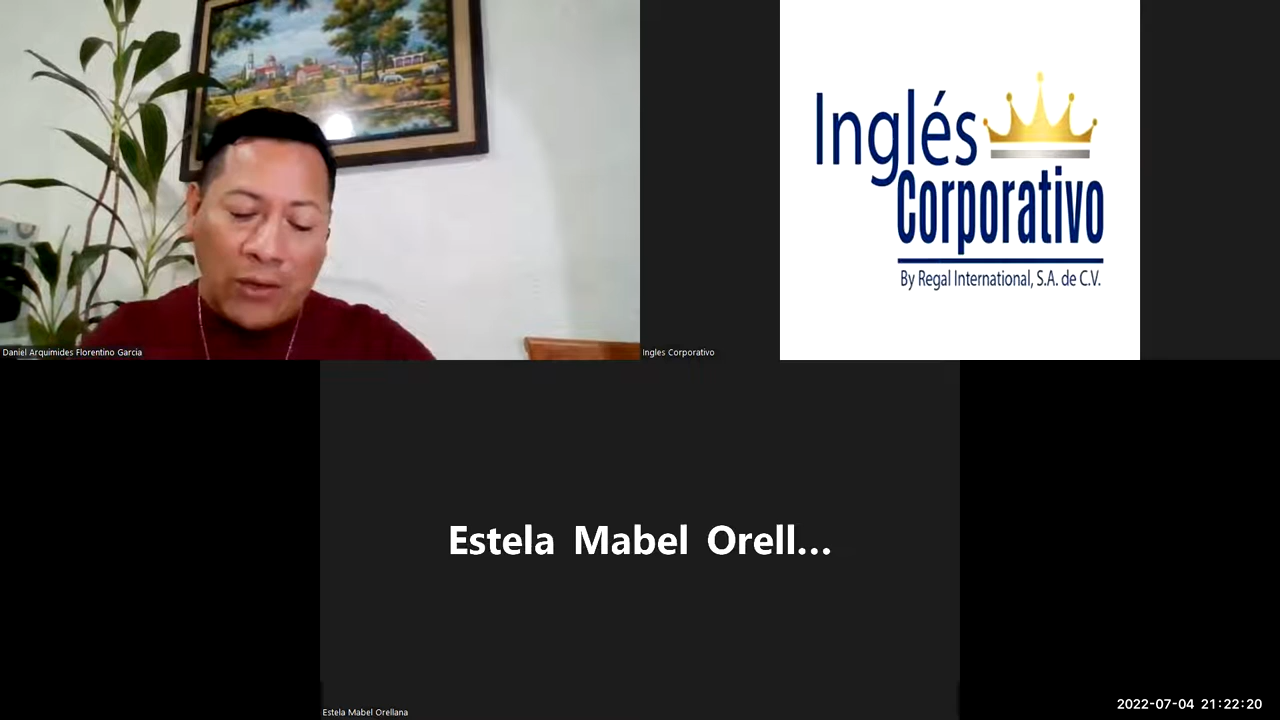 Inglés
Corporativo
By Regal International, S.A. de C.V.
Daniel Arquimides Florentino Garcia
Ingles Corporativo
Estela Mabel Orell...
Estela Mabel Orellana
2022-07-04 21:22:20